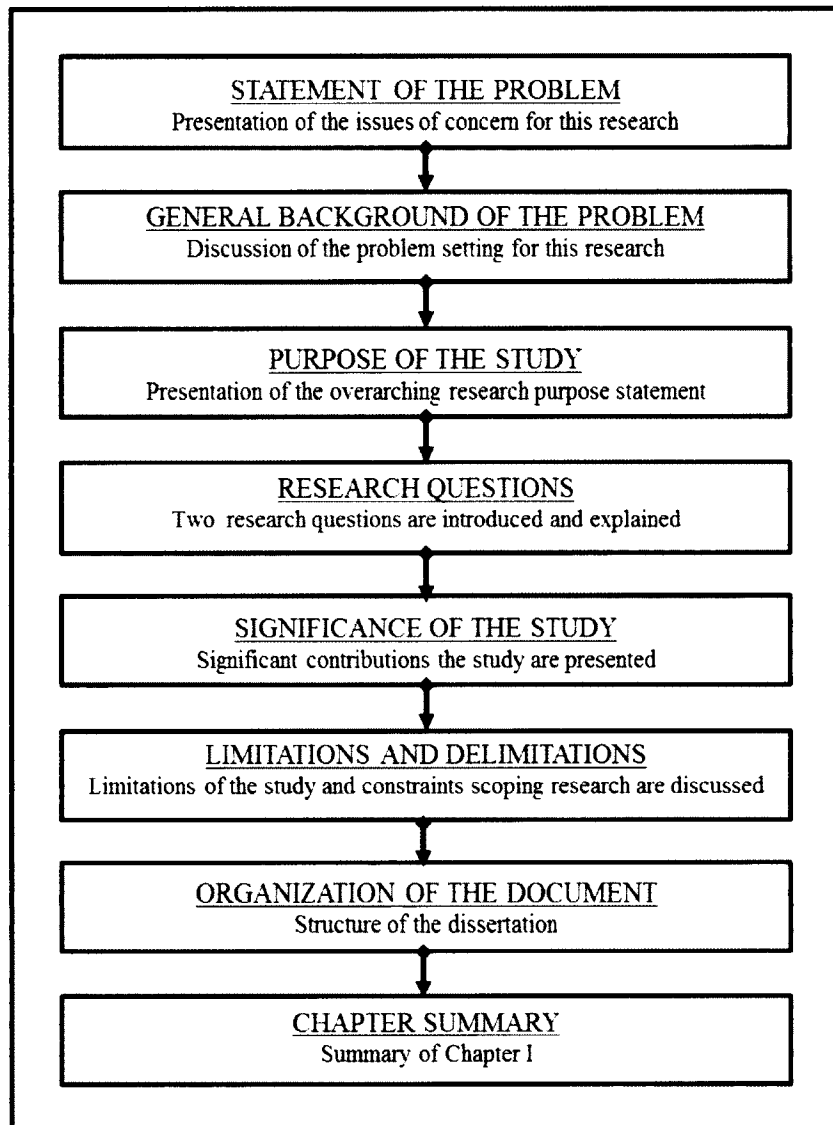 STATEMENT OF THE PROBLEM
Presentation of the issues of concern for this research
GENERAL BACKGROUND OF THE PROBLEM
Discussion of the problem setting for this research
PURPOSE OF THE STUDY
Presentation of the overarching research purpose statement
RESEARCH QUESTIONS
Two research questions are introduced and explained
SIGNIFICANCE OF THE STUDY
Significant contributions the study are presented
LIMITATIONS AND DELIMITATIONS
Limitations of the study and constraints scoping research are discussed
ORGANIZATION OF THE DOCUMENT
Structure of the dissertation
CHAPTER SUMMARY
Summary of Chapter I